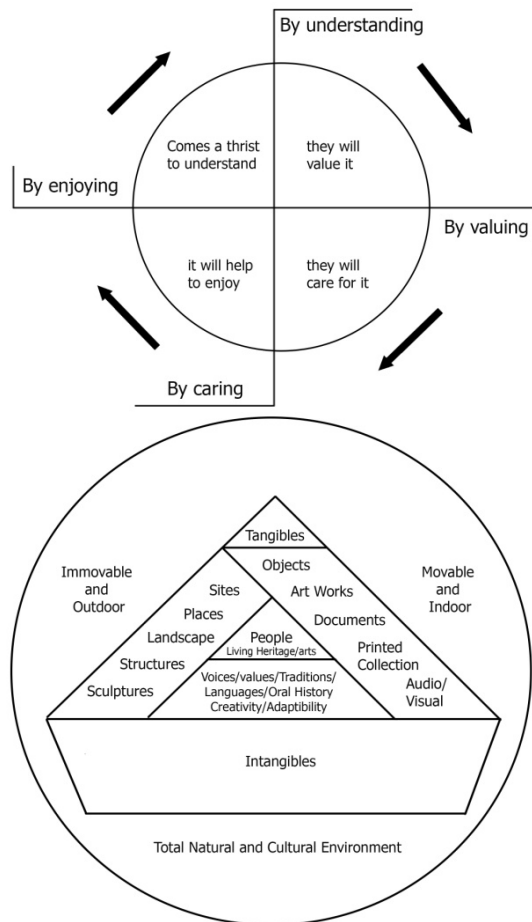 By understanding
Comes a thrist
to understand
they will
value it
By enjoying
By valuing
it will help
to enjoy
they will
care for it
By caring
Tangibles
Immovable
and
Outdoor
Movable
and
Indoor
Sites
Places
Landscape
Structures
Sculptures
Objects
Art Works
Documents
Printed
Collection
Audio/
Visual
People
Living Heritage/arts
Voices/values/Traditions/
Languages/Oral History
Creativity/Adaptibility
Intangibles
Total Natural and Cultural Environment